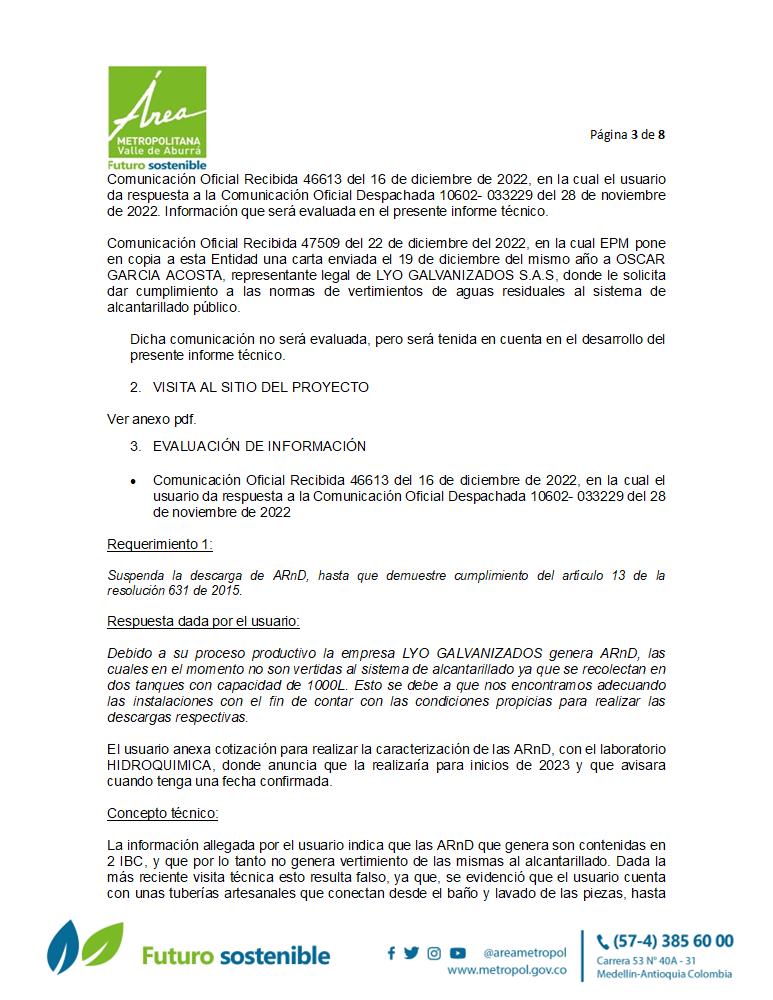 Área
METROPOLITANA
Valle de Aburrá
Futuro sostenible
Página 3 de 8
Comunicación Oficial Recibida 46613 del 16 de diciembre de 2022, en la cual el usuario
da respuesta a la Comunicación Oficial Despachada 10602- 033229 del 28 de noviembre
de 2022. Información que será evaluada en el presente informe técnico.
Comunicación Oficial Recibida 47509 del 22 de diciembre del 2022, en la cual EPM pone
en copia a esta Entidad una carta enviada el 19 de diciembre del mismo año a OSCAR
GARCIA ACOSTA, representante legal de LYO GALVANIZADOS S.A.S, donde le solicita
dar cumplimiento a las normas de vertimientos de aguas residuales al sistema de
alcantarillado público.
Dicha comunicación no será evaluada, pero será tenida en cuenta en el desarrollo del
presente informe técnico.
2. VISITA AL SITIO DEL PROYECTO
Ver anexo pdf.
3. EVALUACIÓN DE INFORMACIÓN
• Comunicación Oficial Recibida 46613 del 16 de diciembre de 2022, en la cual el
usuario da respuesta a la Comunicación Oficial Despachada 10602- 033229 del 28
de noviembre de 2022
Requerimiento 1:
Suspenda la descarga de ARnD, hasta que demuestre cumplimiento del artículo 13 de la
resolución 631 de 2015.
Respuesta dada por el usuario:
Debido a su proceso productivo la empresa LYO GALVANIZADOS genera ARnD, las
cuales en el momento no son vertidas al sistema de alcantarillado ya que se recolectan en
dos tanques con capacidad de 1000L. Esto se debe a que nos encontramos adecuando
las instalaciones con el fin de contar con las condiciones propicias para realizar las
descargas respectivas.
El usuario anexa cotización para realizar la caracterización de las ARnD, con el laboratorio
HIDROQUIMICA, donde anuncia que la realizaría para inicios de 2023 y que avisara
cuando tenga una fecha confirmada.
Concepto técnico:
La información allegada por el usuario indica que las ARnD que genera son contenidas en
2 IBC, y que por lo tanto no genera vertimiento de las mismas al alcantarillado. Dada la
más reciente visita técnica esto resulta falso, ya que, se evidenció que el usuario cuenta
con unas tuberías artesanales que conectan desde el baño y lavado de las piezas, hasta
Futuro sostenible
@areametropol
www.metropol.gov.co
(57-4) 385 60 00
Carrera 53 N° 40A - 31
Medellín-Antioquia Colombia